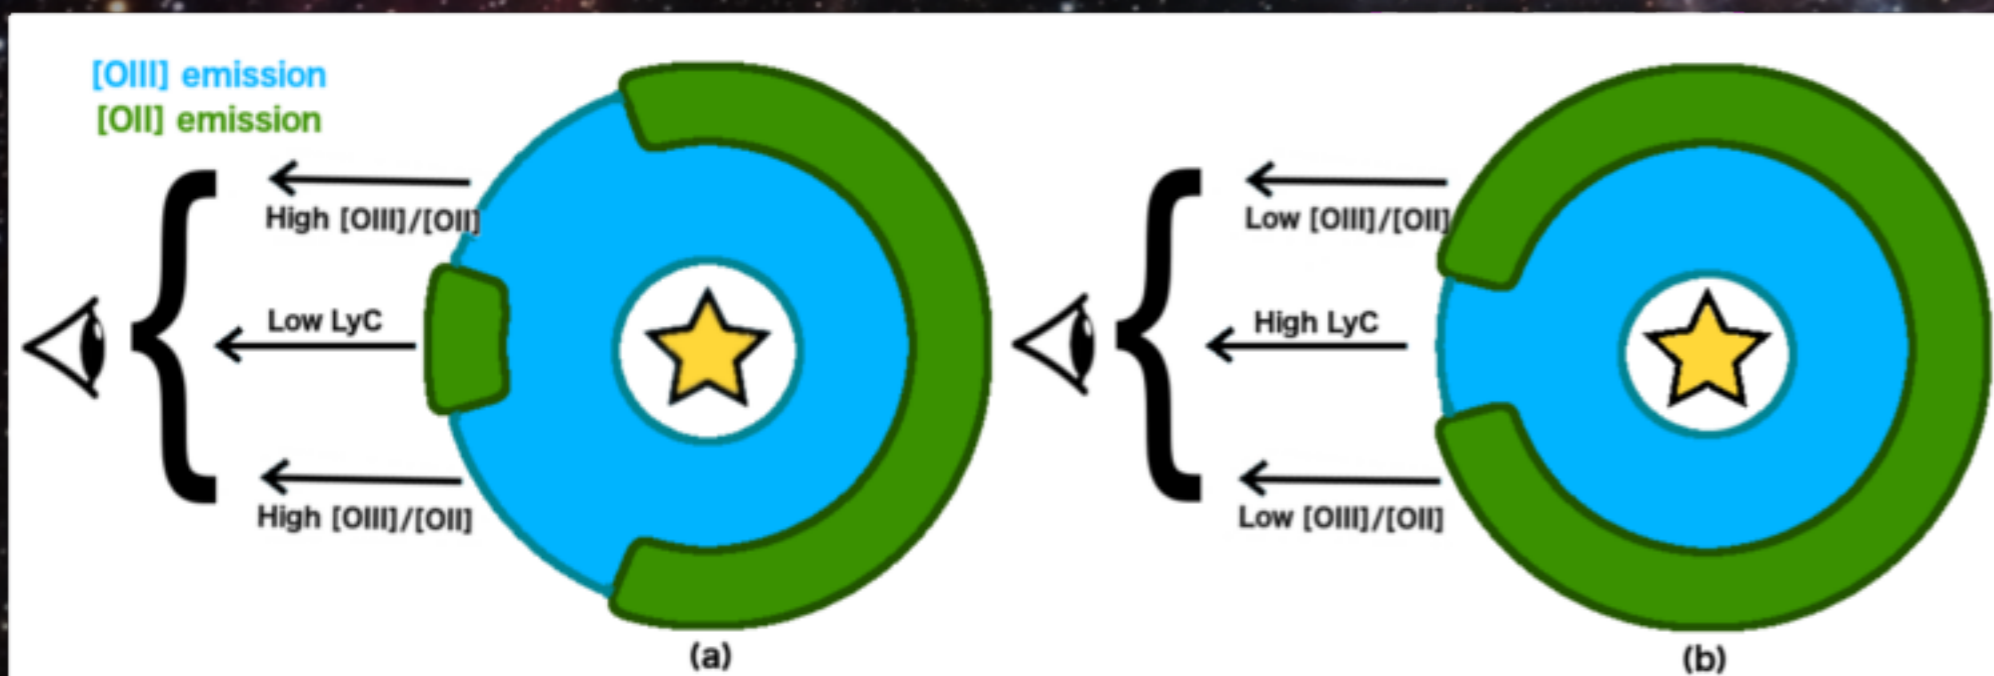 [OIII] emission
[OII] emission
High [OIII]/[OII]
Low LyC
High [OIII]/[OII]
(a)
Low [OIII]/[OII]
High LyC
Low [OIII]/[OII]
(b)